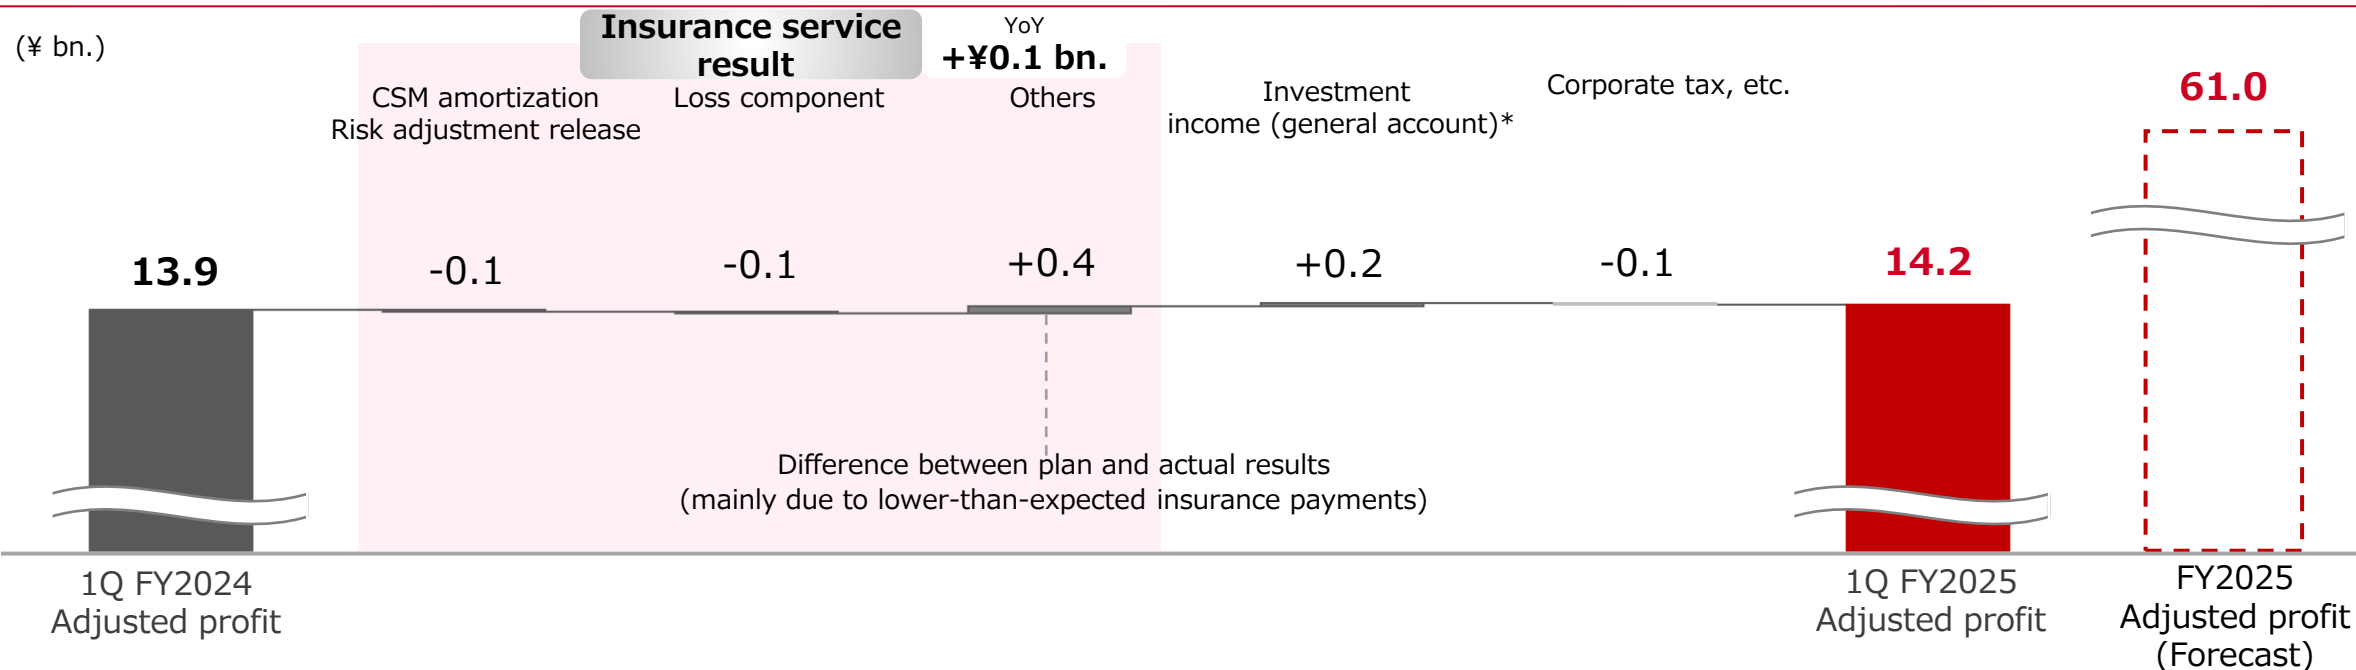 (¥ bn.)
Insurance service
result
YoY
+¥0.1 bn.
CSM amortization
Risk adjustment release
Loss component
Others
Investment
income (general account)*
Corporate tax, etc.
61.0
13.9
-0.1
-0.1
+0.4
+0.2
-0.1
14.2
Difference between plan and actual results
(mainly due to lower-than-expected insurance payments)
1Q FY2024
Adjusted profit
1Q FY2025
Adjusted profit
FY2025
Adjusted profit
(Forecast)